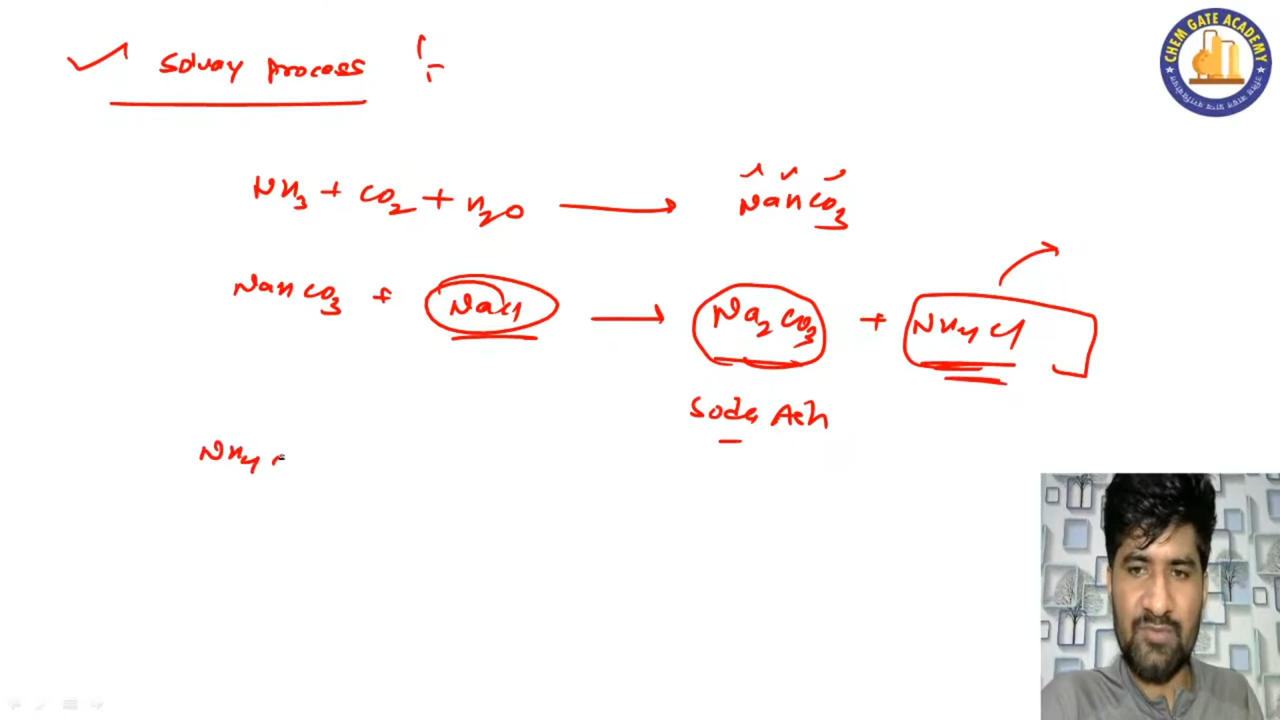 Solvay process :-
CHEM GATE ACADEMY
NH3 + CO2 + H2O → NaHCO3
NaHCO3 + NaCl → Na2CO3 + NH4Cl
Soda Ash
NH4